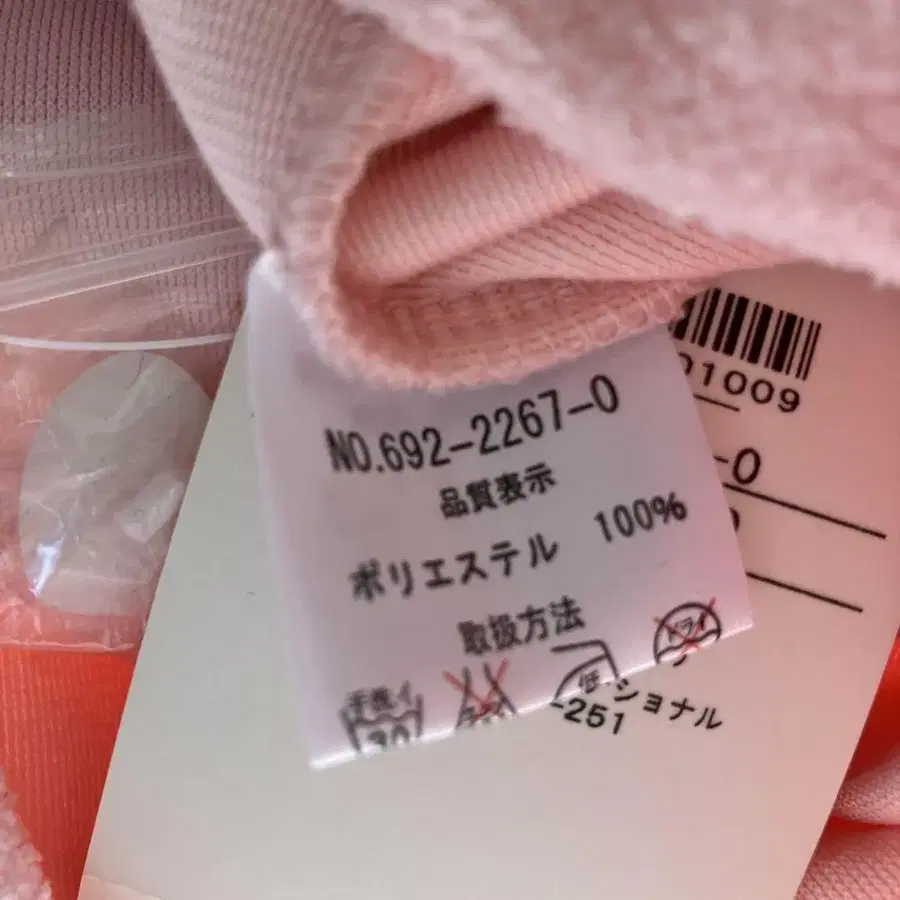 NO.692-2267-0
品質表示
ポリエステル 100%
取扱方法
手洗イ
30
低
ドライ
01009
-0
ショナル
-251